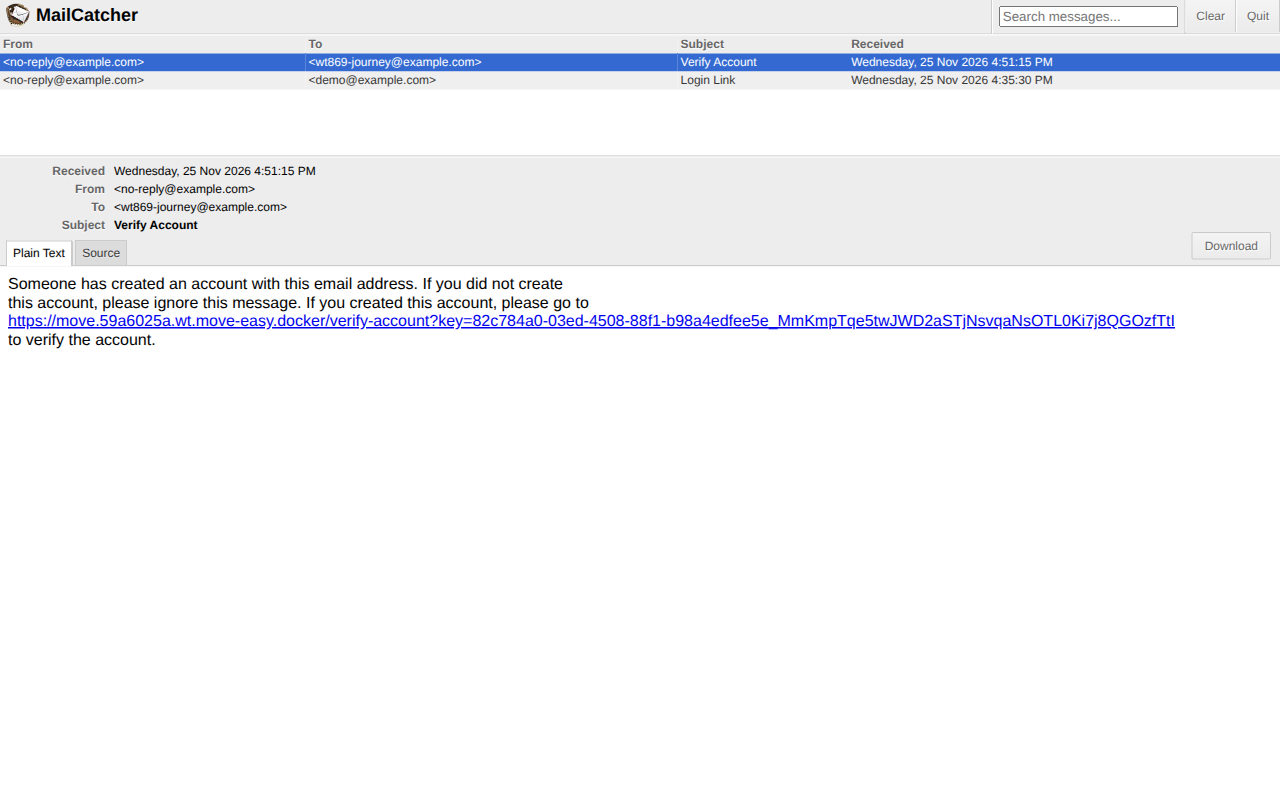 MailCatcher
Search messages...
Clear
Quit
From To Subject Received
<no-reply@example.com> <wt869-journey@example.com> Verify Account Wednesday, 25 Nov 2026 4:51:15 PM
<no-reply@example.com> <demo@example.com> Login Link Wednesday, 25 Nov 2026 4:35:30 PM
Received Wednesday, 25 Nov 2026 4:51:15 PM
From <no-reply@example.com>
To <wt869-journey@example.com>
Subject Verify Account
Plain Text
Source
Download
Someone has created an account with this email address. If you did not create
this account, please ignore this message. If you created this account, please go to
https://move.59a6025a.wt.move-easy.docker/verify-account?key=82c784a0-03ed-4508-88f1-b98a4edfee5e_MmKmpTqe5twJWD2aSTjNsvqaNsOTL0Ki7j8QGOzfTtI
to verify the account.